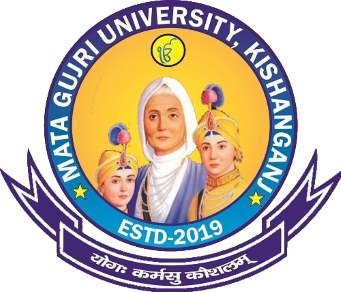 ੴ
MATA GUJRI UNIVERSITY, KISHANGANJ
ESTD-2019
योगः कर्मसु कौशलम्